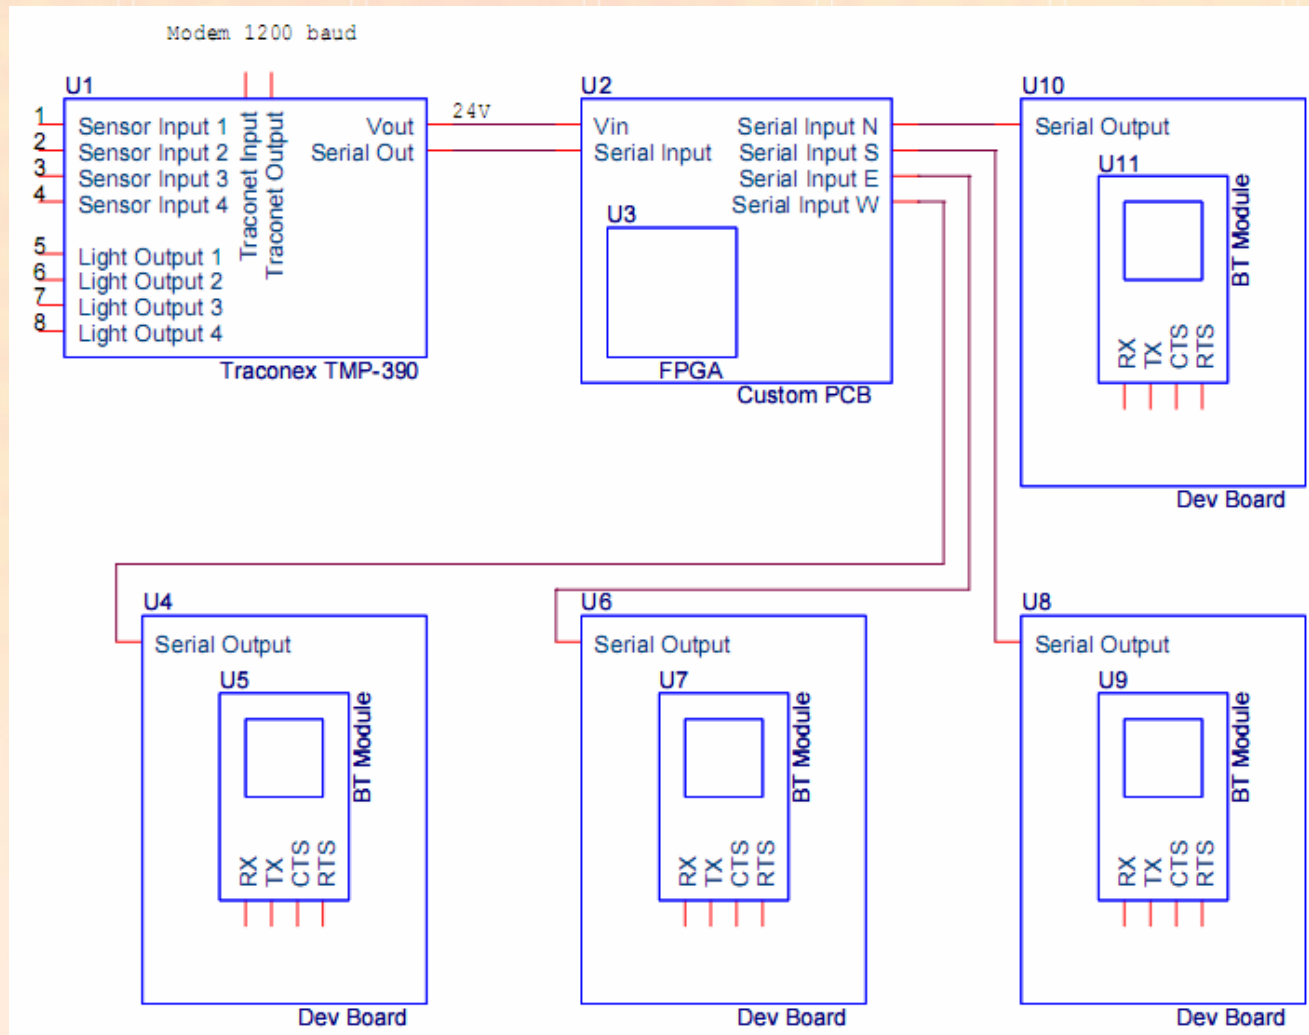 Modem 1200 baud
U1
1
2
3
4
5
6
7
8
Sensor Input 1
Sensor Input 2
Sensor Input 3
Sensor Input 4
Light Output 1
Light Output 2
Light Output 3
Light Output 4
Traconet Input
Traconet Output
Vout
Serial Out
Traconex TMP-390
24V
U2
Vin
Serial Input
Serial Input N
Serial Input S
Serial Input E
Serial Input W
U3
FPGA
Custom PCB
U10
Serial Output
U11
BT Module
RX
TX
CTS
RTS
Dev Board
U4
Serial Output
U5
BT Module
RX
TX
CTS
RTS
Dev Board
U6
Serial Output
U7
BT Module
RX
TX
CTS
RTS
Dev Board
U8
Serial Output
U9
BT Module
RX
TX
CTS
RTS
Dev Board